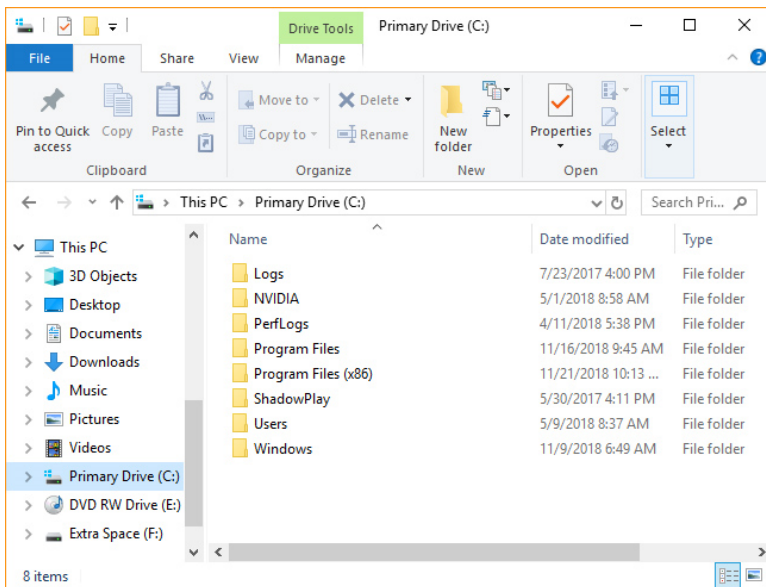 Drive Tools Primary Drive (C:)
File Home Share View Manage
Pin to Quick access Copy Paste
Move to Delete
Copy to Rename
New folder
Properties
Select
Clipboard Organize New Open
This PC > Primary Drive (C:) Search Pri...
Name Date modified Type
This PC
3D Objects
Desktop
Documents
Downloads
Music
Pictures
Videos
Primary Drive (C:)
DVD RW Drive (E:)
Extra Space (F:)
Logs 7/23/2017 4:00 PM File folder
NVIDIA 5/1/2018 8:58 AM File folder
PerfLogs 4/11/2018 5:38 PM File folder
Program Files 11/16/2018 9:45 AM File folder
Program Files (x86) 11/21/2018 10:13 ... File folder
ShadowPlay 5/30/2017 4:11 PM File folder
Users 5/9/2018 8:37 AM File folder
Windows 11/9/2018 6:49 AM File folder
8 items